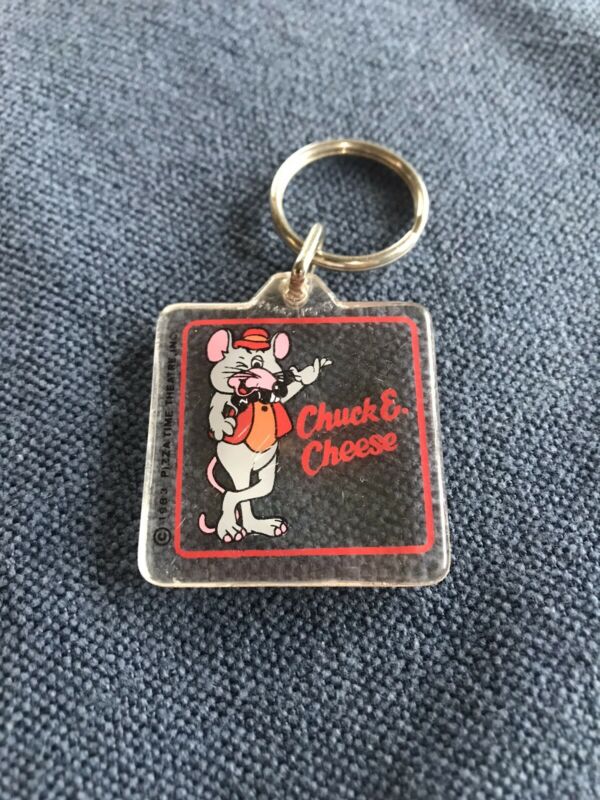 Chuck E.
Cheese
© 1983 PIZZA TIME THEATRE, INC.